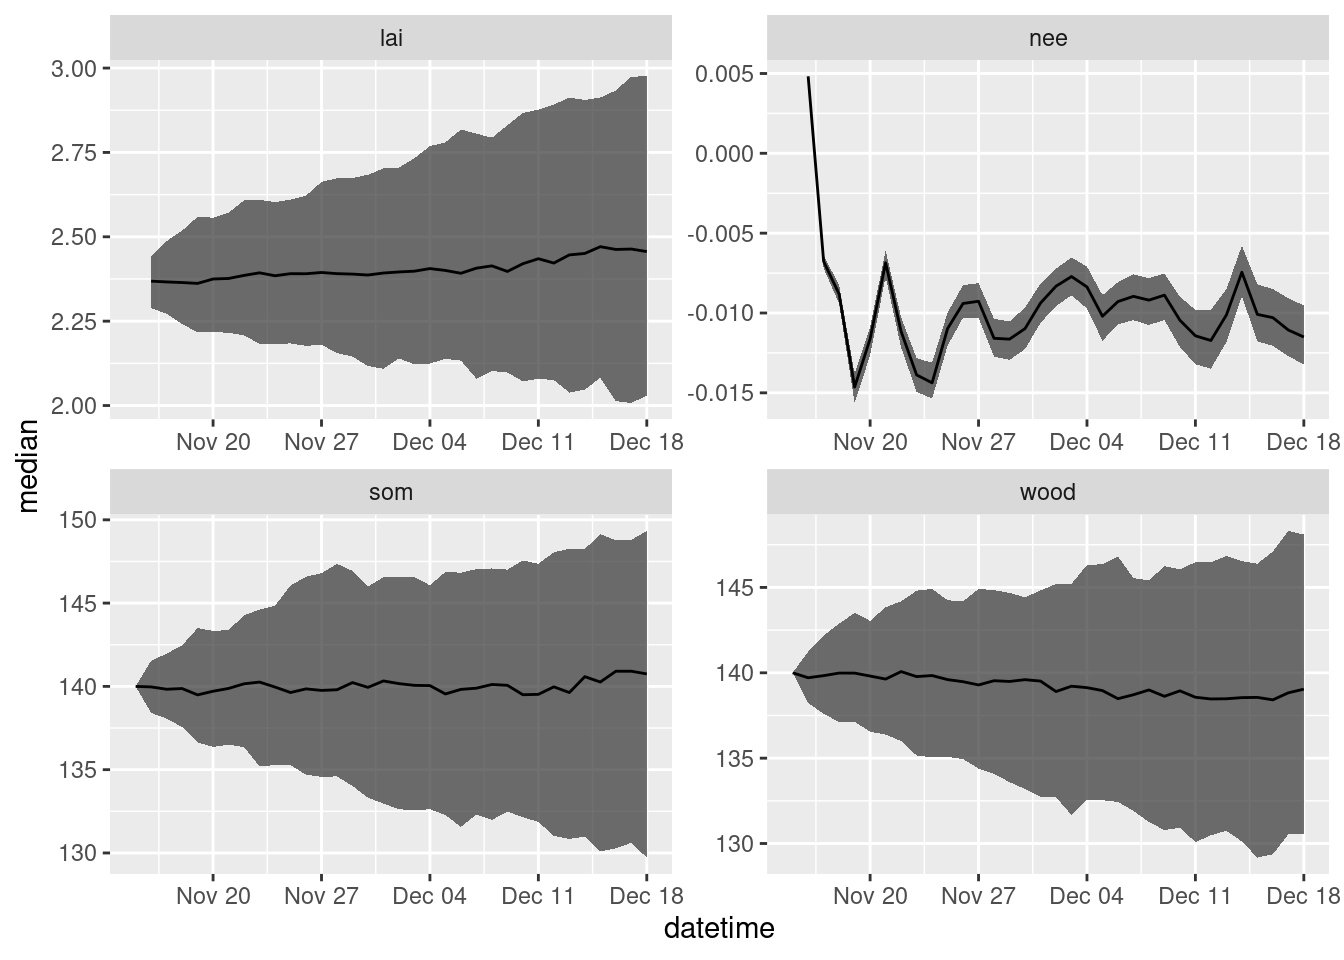 lai
3.00
2.75
2.50
2.25
2.00
Nov 20 Nov 27 Dec 04 Dec 11 Dec 18
nee
0.005
0.000
-0.005
-0.010
-0.015
Nov 20 Nov 27 Dec 04 Dec 11 Dec 18
median
som
150
145
140
135
130
Nov 20 Nov 27 Dec 04 Dec 11 Dec 18
wood
145
140
135
130
Nov 20 Nov 27 Dec 04 Dec 11 Dec 18
datetime